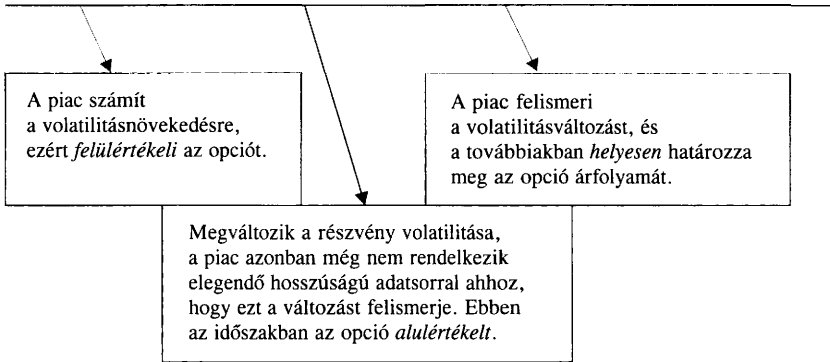 A piac számít
a volatilitásnövekedésre,
ezért felülértékeli az opciót.
A piac felismeri
a volatilitásváltozást, és
a továbbiakban helyesen határozza
meg az opció árfolyamát.
Megváltozik a részvény volatilitása,
a piac azonban még nem rendelkezik
elegendő hosszúságú adatsorral ahhoz,
hogy ezt a változást felismerje. Ebben
az időszakban az opció alulértékelt.